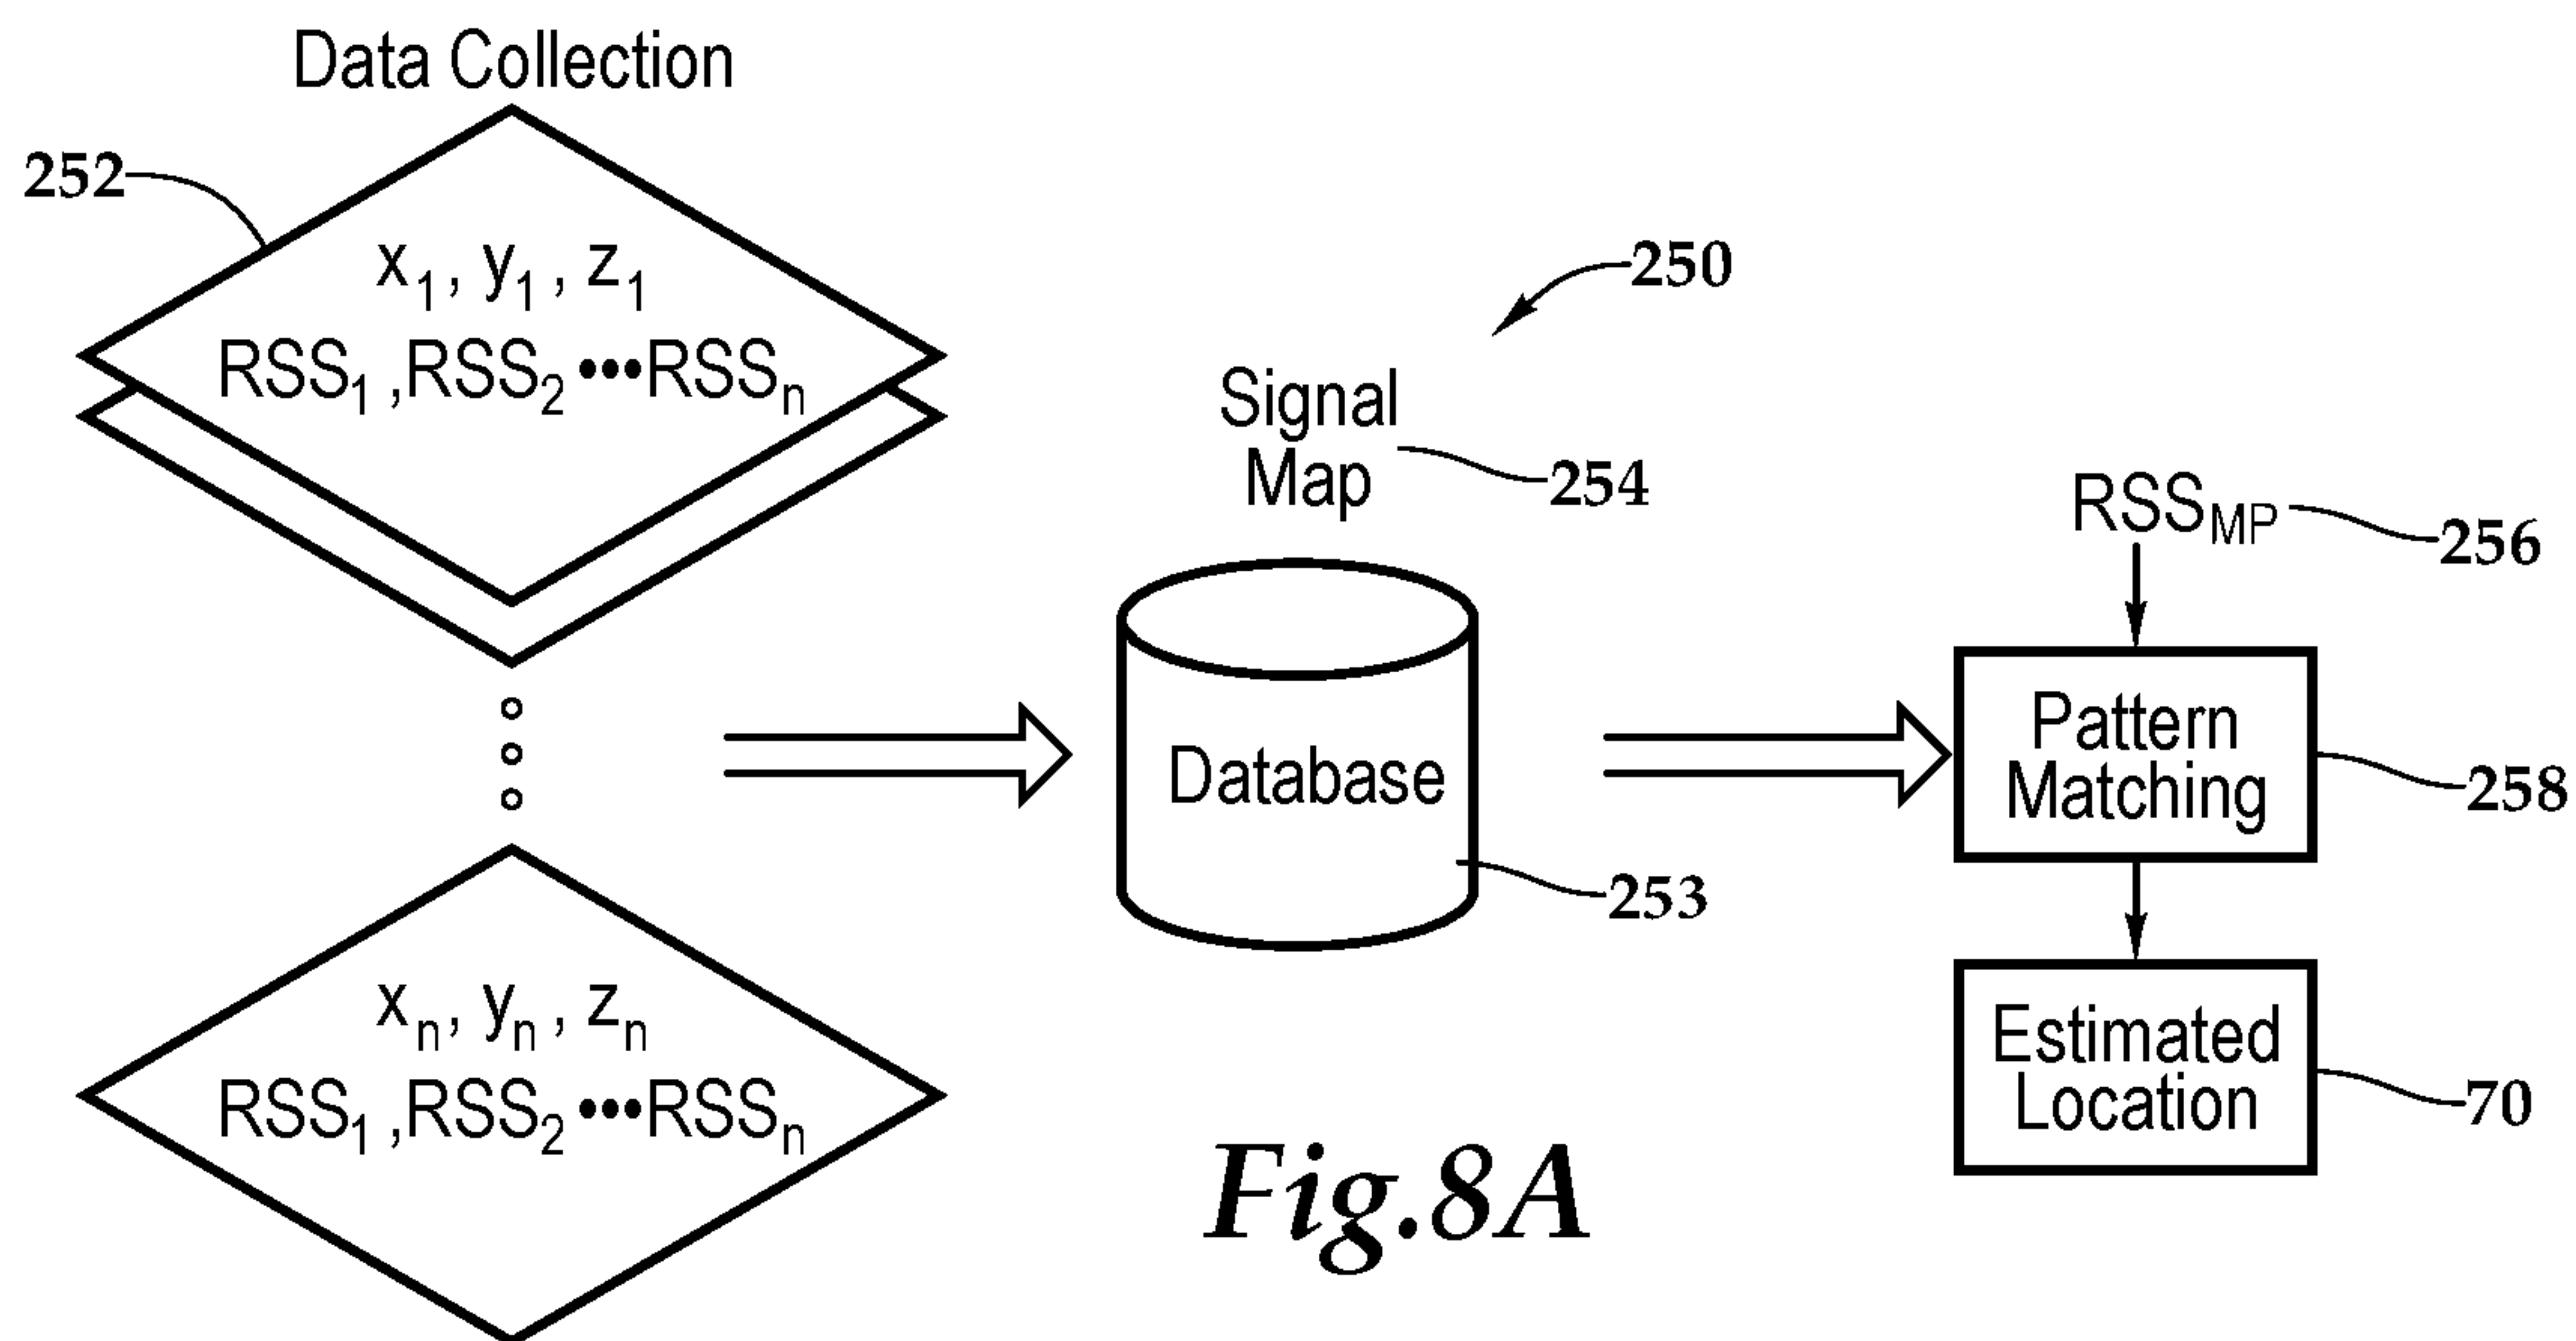 Data Collection
252
x₁, y₁, z₁
RSS₁ ,RSS₂ •••RSSₙ
250
Signal
Map
254
RSS_MP
256
Database
253
Pattern
Matching
258
xₙ, yₙ, zₙ
RSS₁ ,RSS₂ •••RSSₙ
Estimated
Location
70
Fig.8A